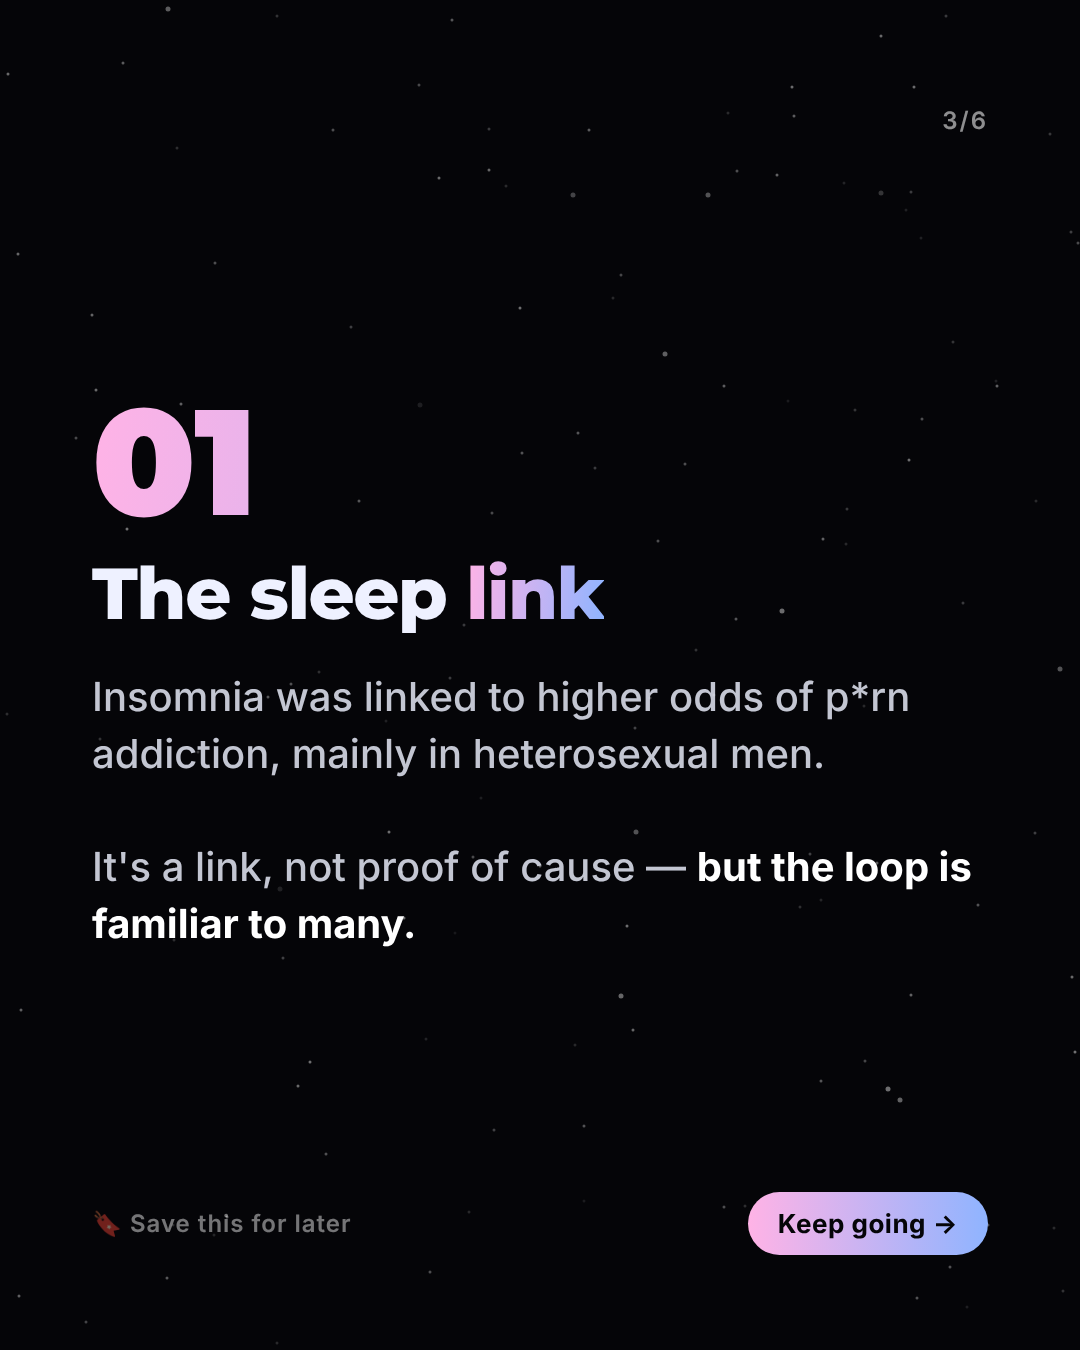 3/6
01
The sleep link
Insomnia was linked to higher odds of p*rn
addiction, mainly in heterosexual men.
It's a link, not proof of cause — but the loop is
familiar to many.
🔖 Save this for later
Keep going →